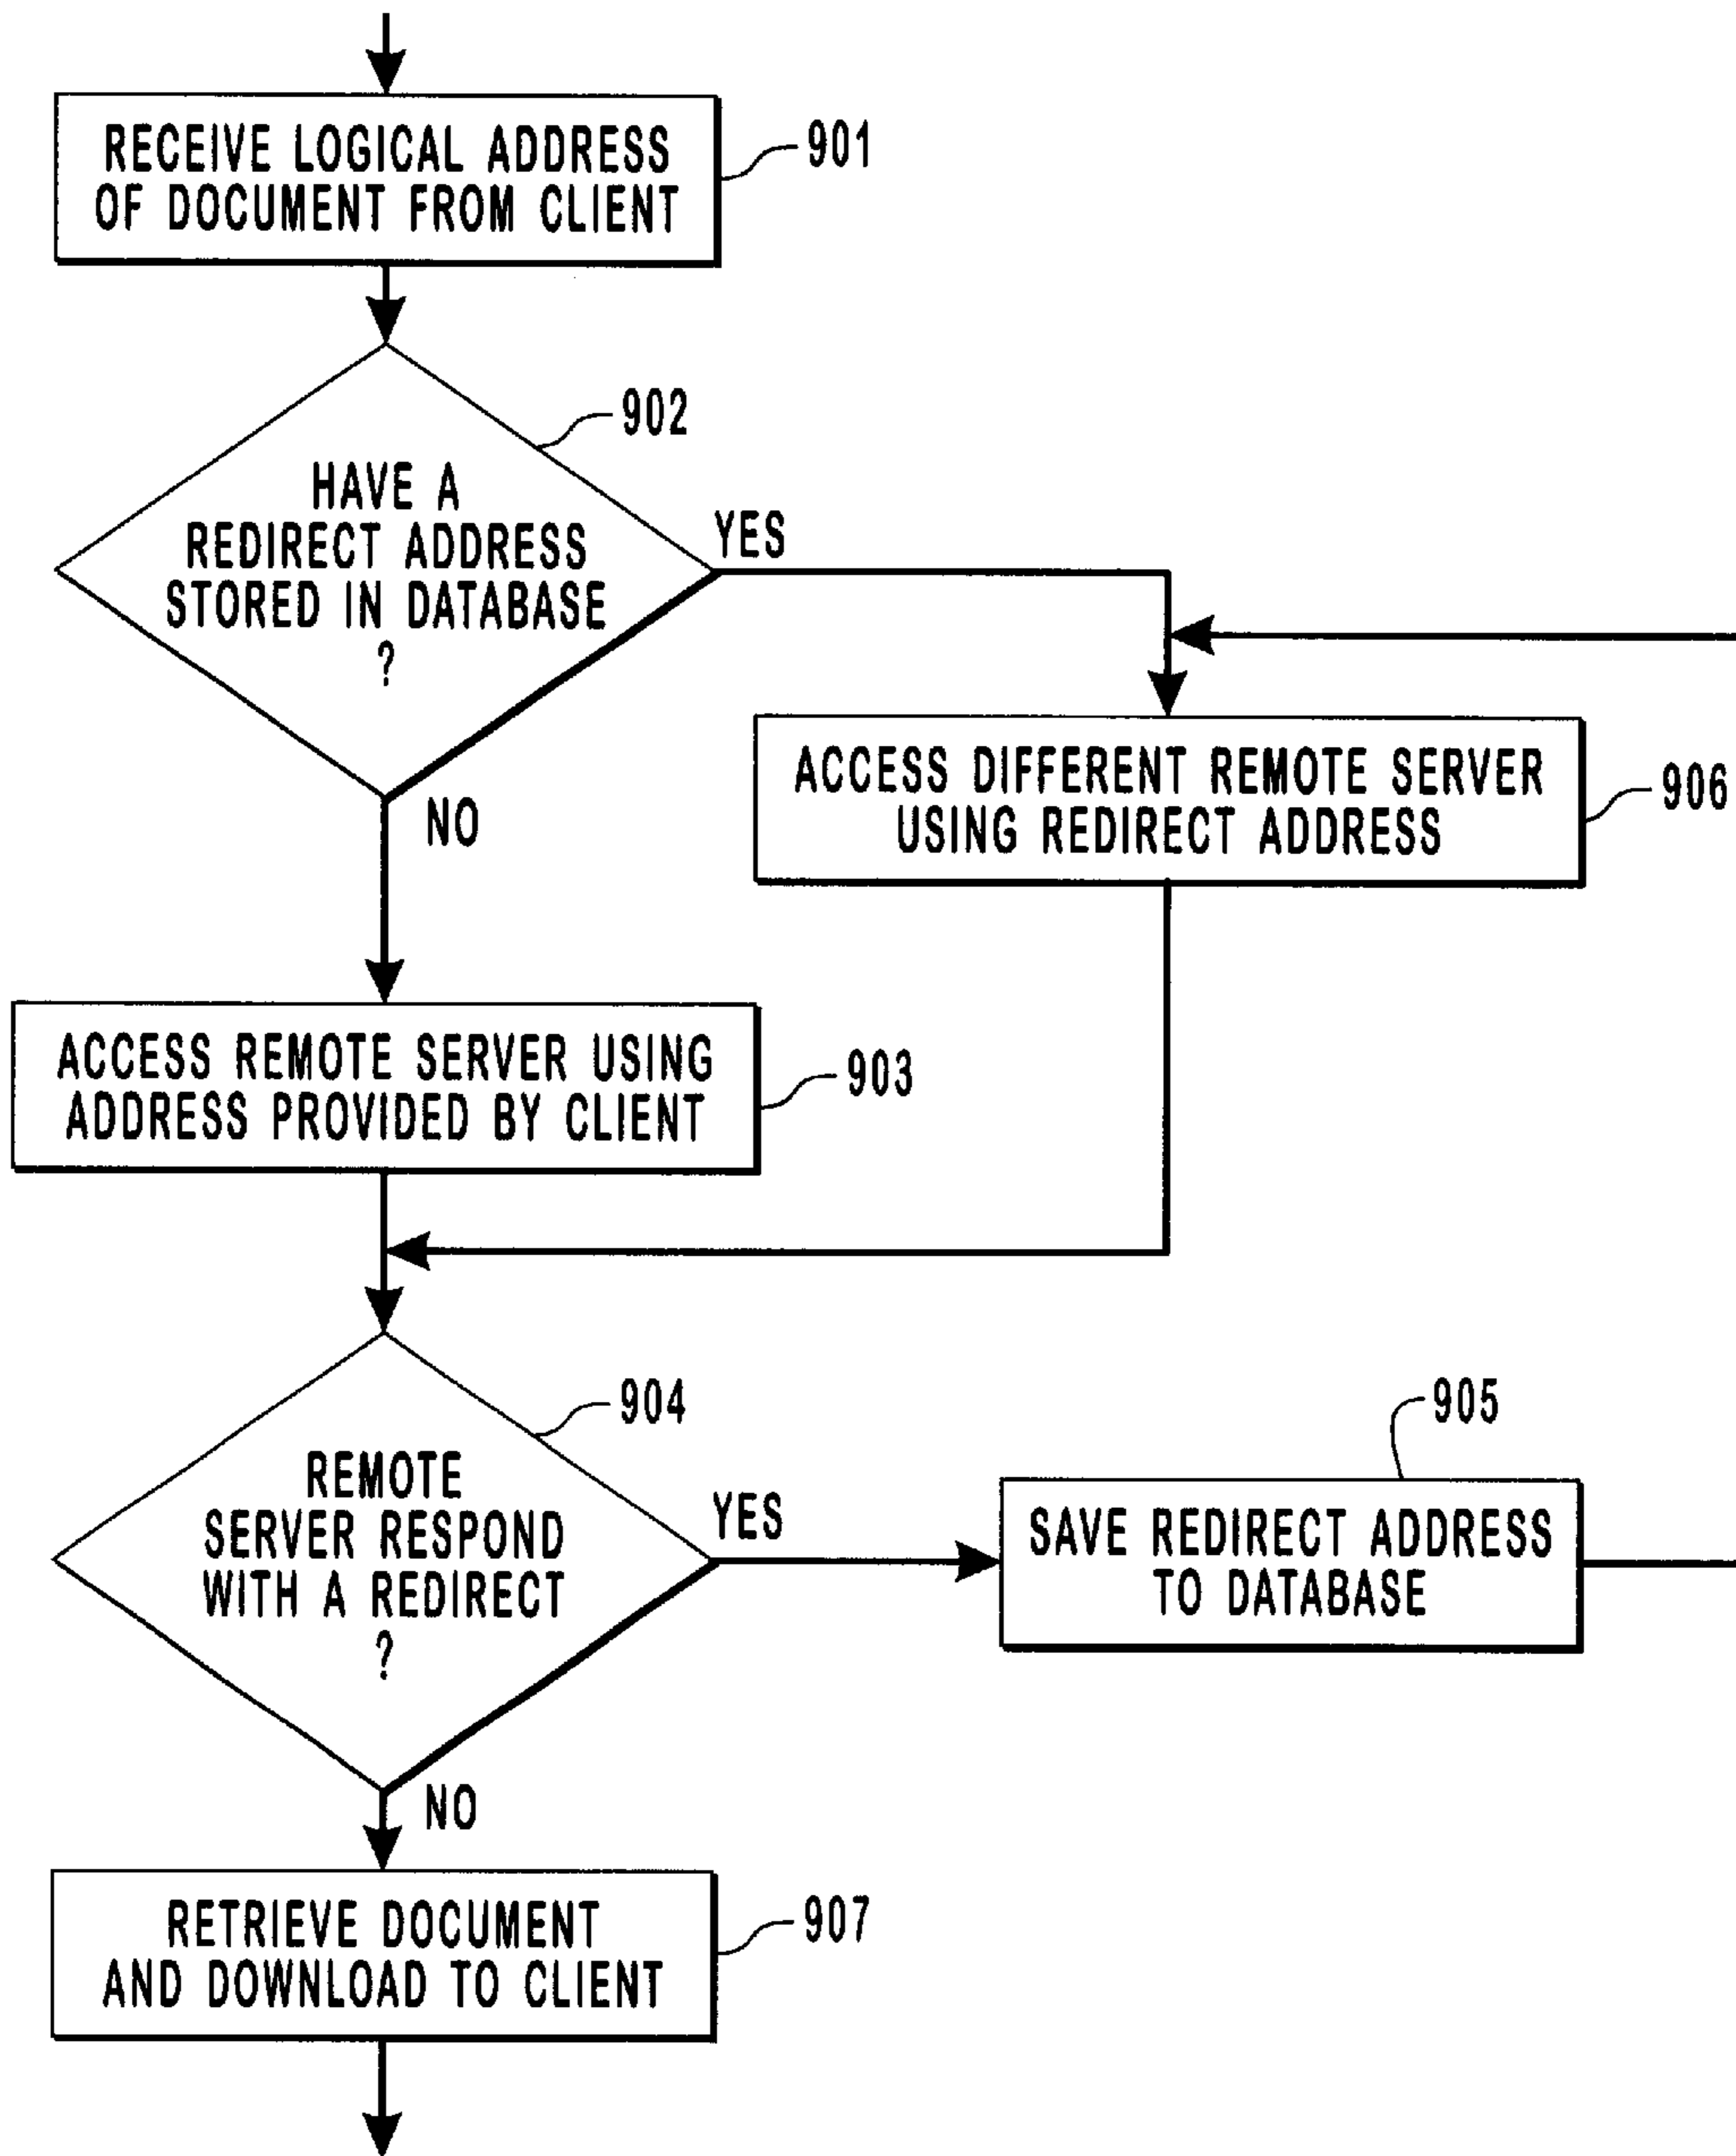 RECEIVE LOGICAL ADDRESS
OF DOCUMENT FROM CLIENT
901
902
HAVE A
REDIRECT ADDRESS
STORED IN DATABASE
?
YES
NO
ACCESS DIFFERENT REMOTE SERVER
USING REDIRECT ADDRESS
906
ACCESS REMOTE SERVER USING
ADDRESS PROVIDED BY CLIENT
903
904
REMOTE
SERVER RESPOND
WITH A REDIRECT
?
YES
NO
905
SAVE REDIRECT ADDRESS
TO DATABASE
RETRIEVE DOCUMENT
AND DOWNLOAD TO CLIENT
907